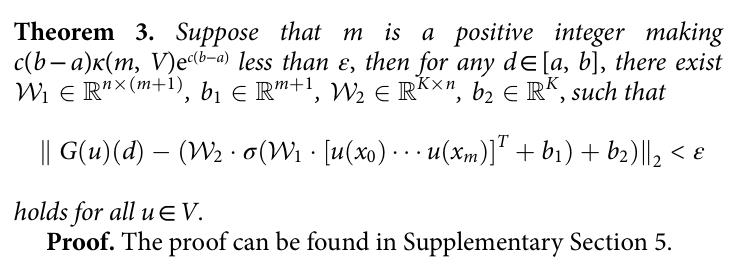 Theorem 3. Suppose that m is a positive integer making
c(b − a)κ(m, V)e^{c(b−a)} less than ε, then for any d ∈ [a, b], there exist
𝒲₁ ∈ ℝ^{n×(m+1)}, b₁ ∈ ℝ^{m+1}, 𝒲₂ ∈ ℝ^{K×n}, b₂ ∈ ℝ^K, such that
‖ G(u)(d) − (𝒲₂ · σ(𝒲₁ · [u(x₀) ⋯ u(xₘ)]^T + b₁) + b₂)‖₂ < ε
holds for all u ∈ V.
Proof. The proof can be found in Supplementary Section 5.